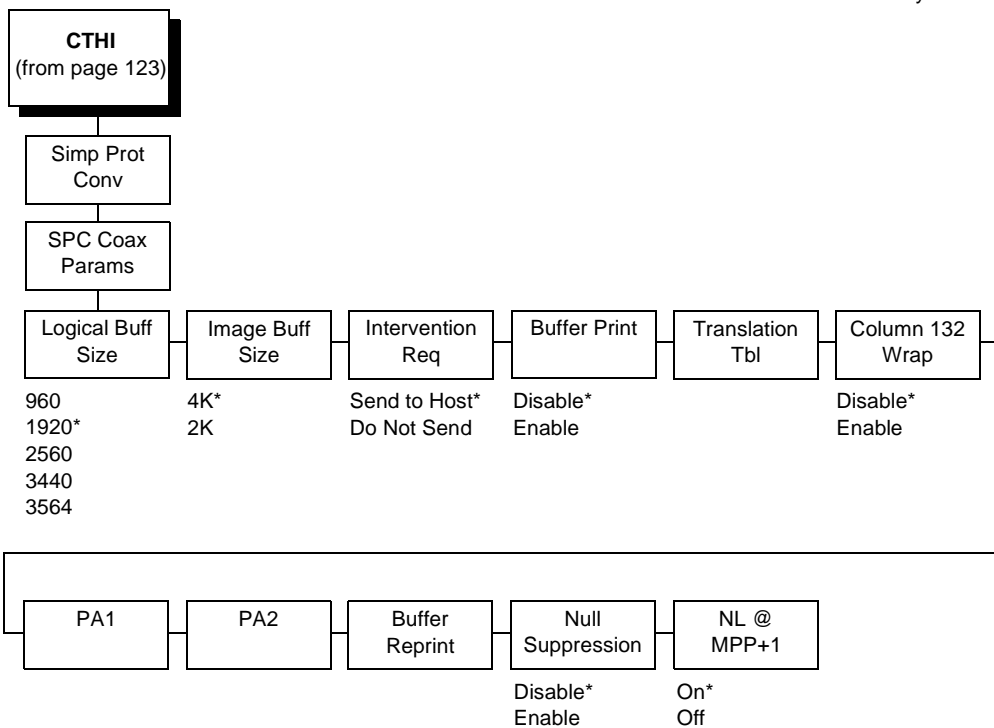 CTHI
(from page 123)
Simp Prot
Conv
SPC Coax
Params
Logical Buff
Size
Image Buff
Size
Intervention
Req
Buffer Print
Translation
Tbl
Column 132
Wrap
960
1920*
2560
3440
3564
4K*
2K
Send to Host*
Do Not Send
Disable*
Enable
Disable*
Enable
PA1
PA2
Buffer
Reprint
Null
Suppression
NL @
MPP+1
Disable*
Enable
On*
Off